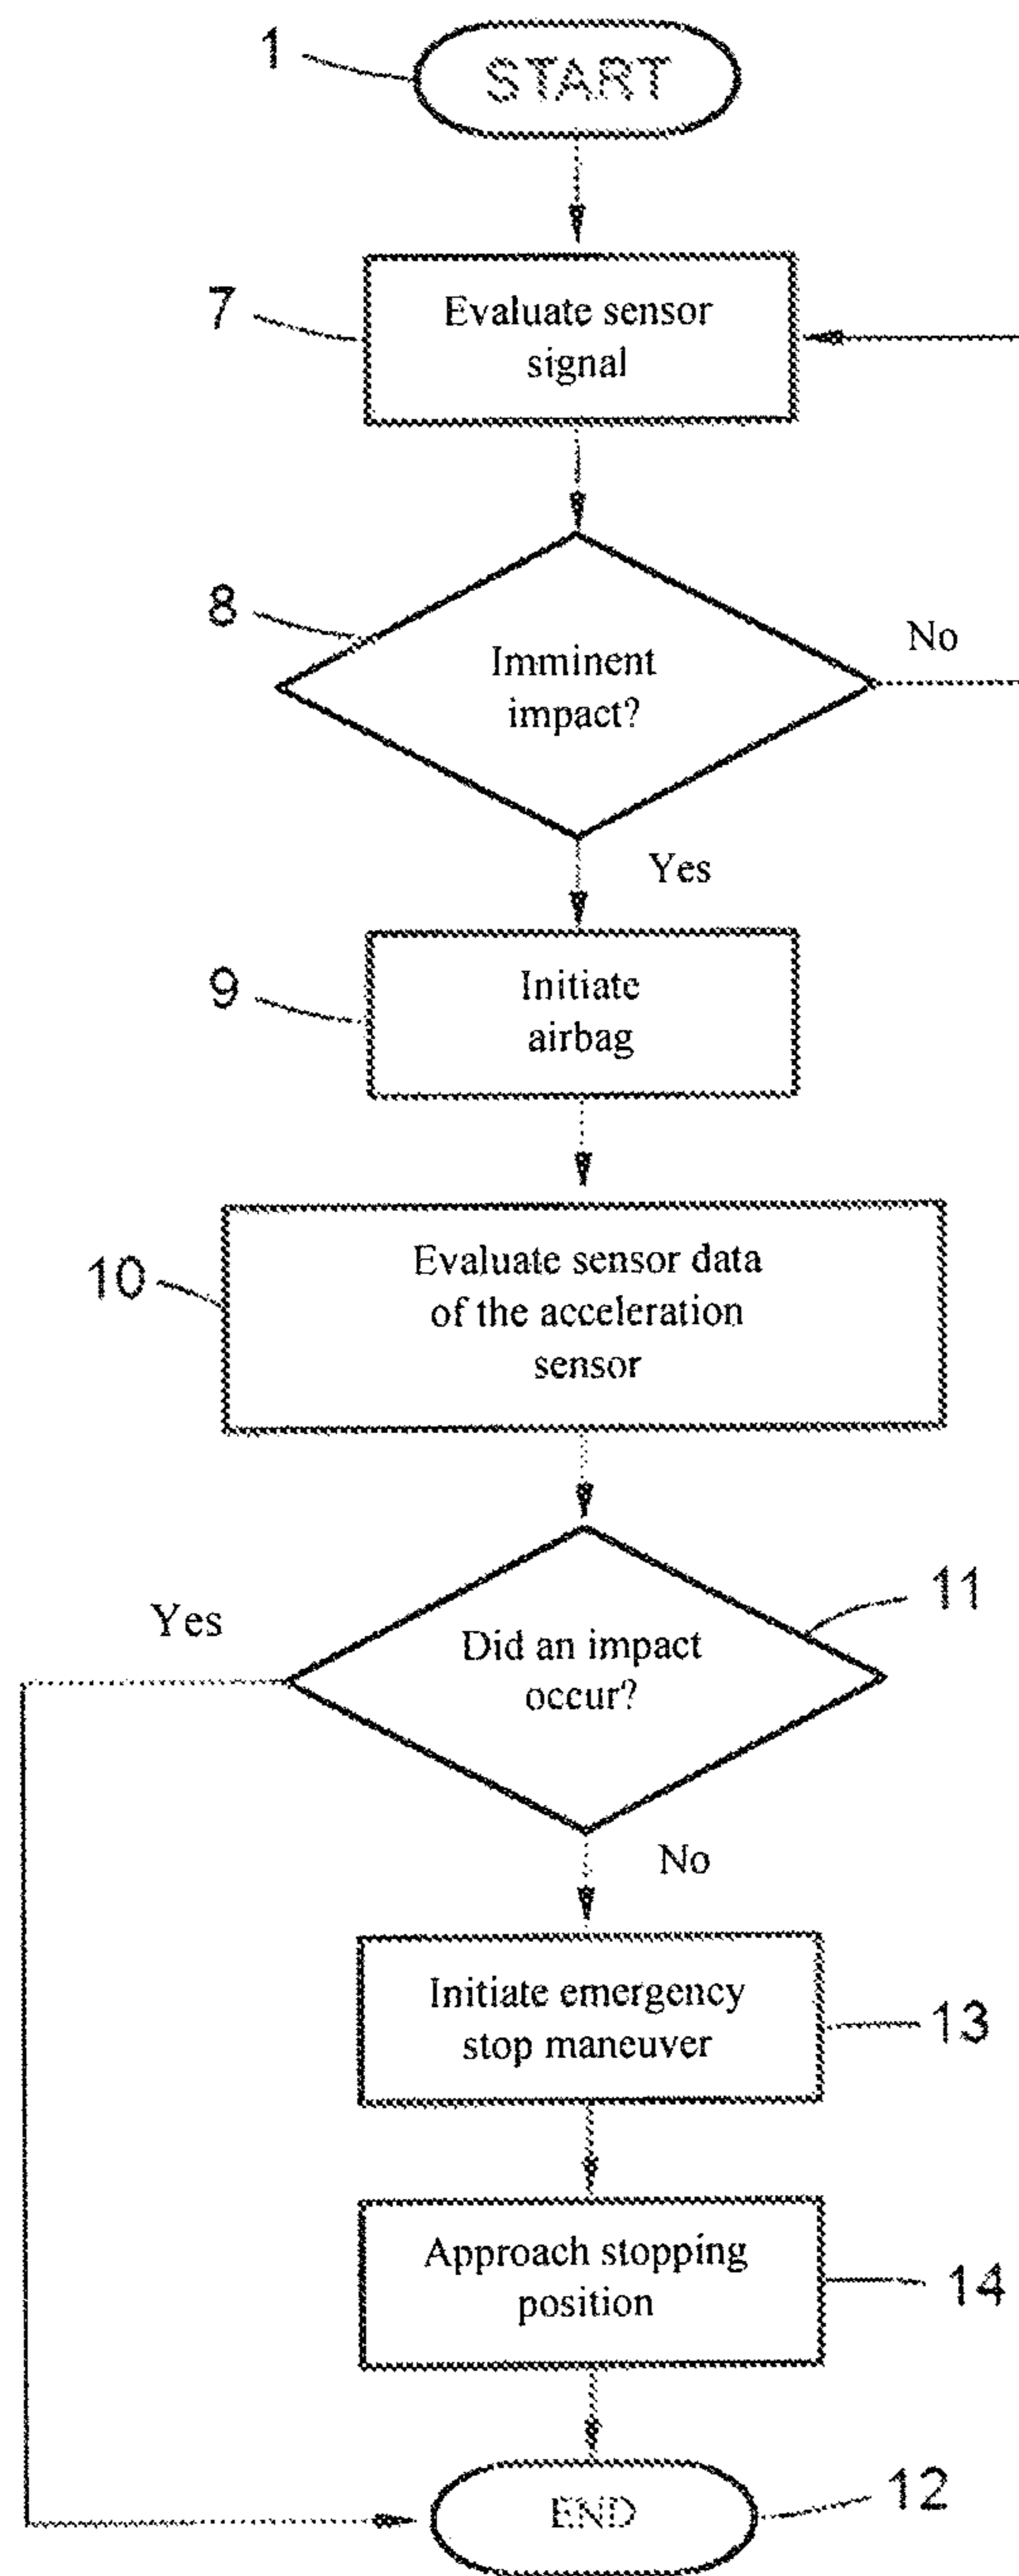 1
START
7
Evaluate sensor
signal
8
Imminent
impact?
No
Yes
9
Initiate
airbag
10
Evaluate sensor data
of the acceleration
sensor
11
Yes
Did an impact
occur?
No
Initiate emergency
stop maneuver
13
Approach stopping
position
14
END
12